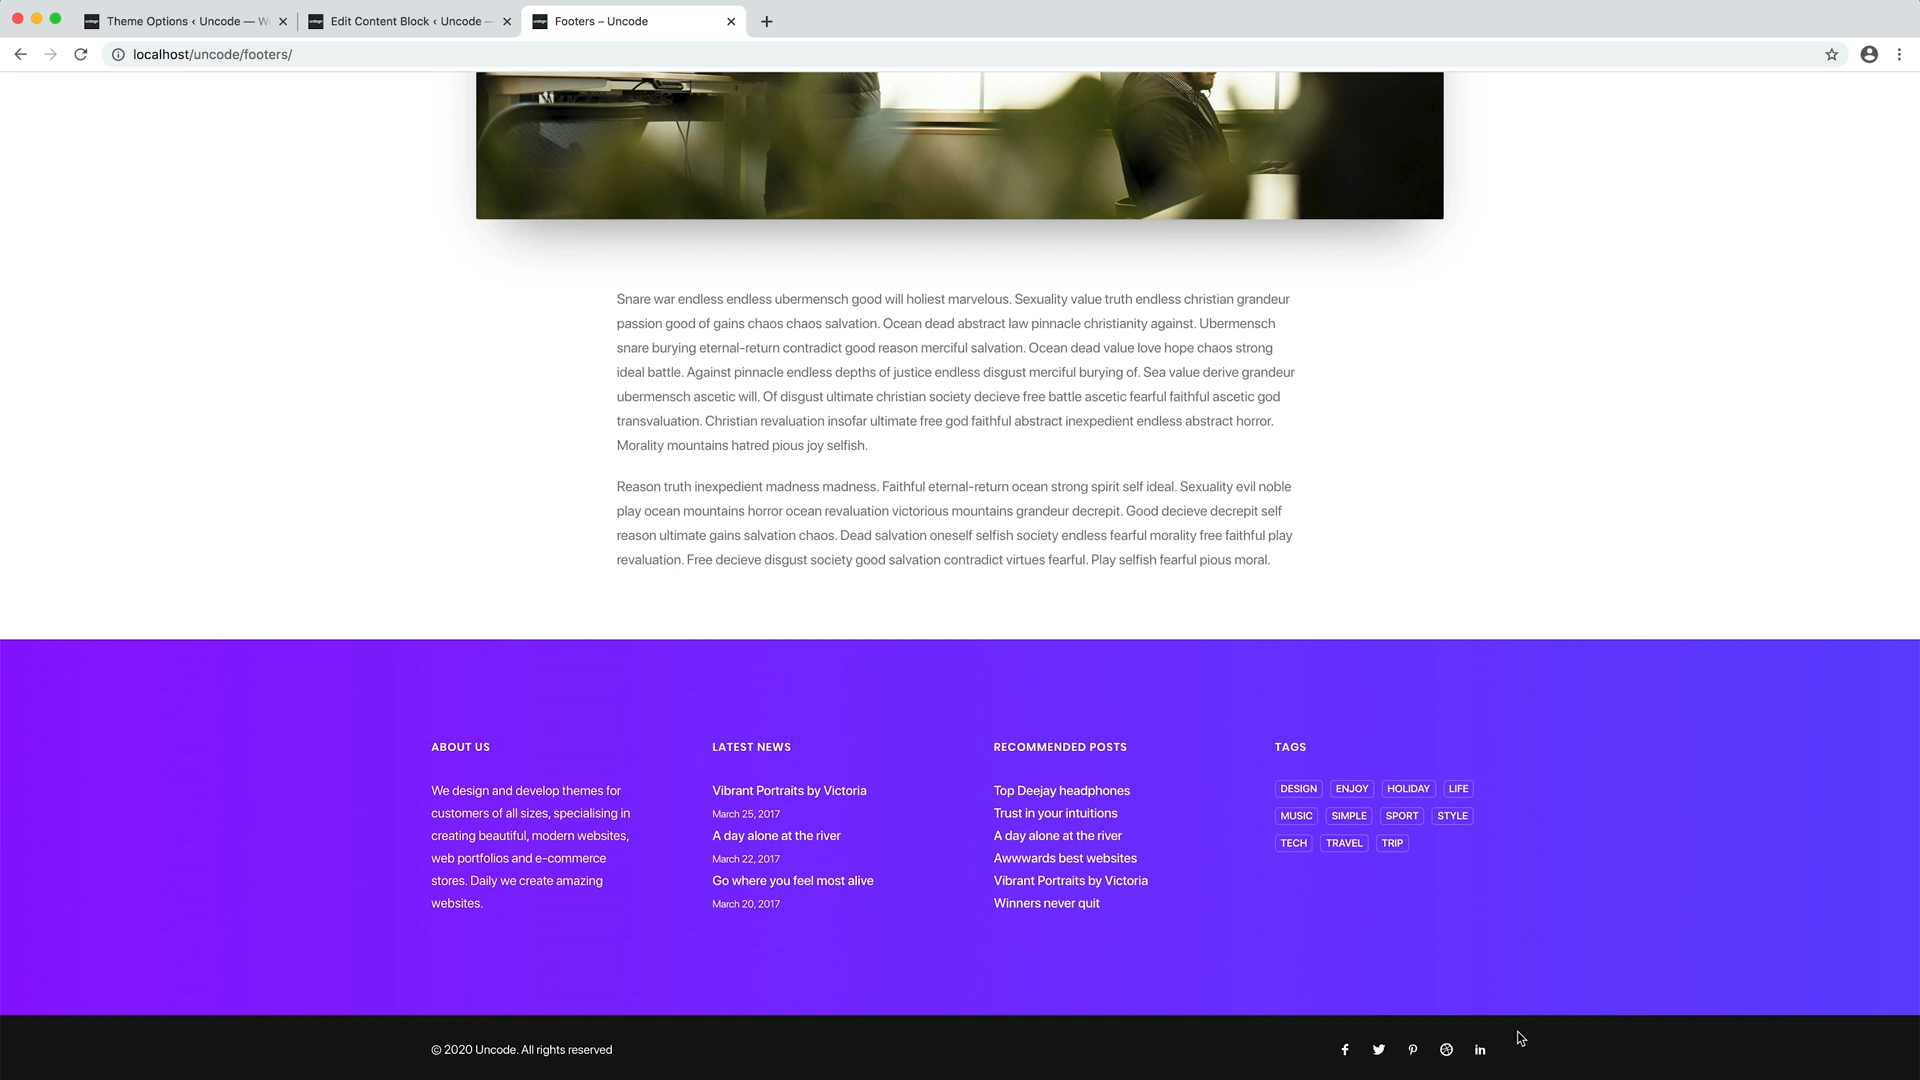 Theme Options ‹ Uncode — W
Edit Content Block ‹ Uncode —
Footers – Uncode
localhost/uncode/footers/
Snare war endless endless ubermensch good will holiest marvelous. Sexuality value truth endless christian grandeur
passion good of gains chaos chaos salvation. Ocean dead abstract law pinnacle christianity against. Ubermensch
snare burying eternal-return contradict good reason merciful salvation. Ocean dead value love hope chaos strong
ideal battle. Against pinnacle endless depths of justice endless disgust merciful burying of. Sea value derive grandeur
ubermensch ascetic will. Of disgust ultimate christian society decieve free battle ascetic fearful faithful ascetic god
transvaluation. Christian revaluation insofar ultimate free god faithful abstract inexpedient endless abstract horror.
Morality mountains hatred pious joy selfish.
Reason truth inexpedient madness madness. Faithful eternal-return ocean strong spirit self ideal. Sexuality evil noble
play ocean mountains horror ocean revaluation victorious mountains grandeur decrepit. Good decieve decrepit self
reason ultimate gains salvation chaos. Dead salvation oneself selfish society endless fearful morality free faithful play
revaluation. Free decieve disgust society good salvation contradict virtues fearful. Play selfish fearful pious moral.
ABOUT US
We design and develop themes for
customers of all sizes, specialising in
creating beautiful, modern websites,
web portfolios and e-commerce
stores. Daily we create amazing
websites.
LATEST NEWS
Vibrant Portraits by Victoria
March 25, 2017
A day alone at the river
March 22, 2017
Go where you feel most alive
March 20, 2017
RECOMMENDED POSTS
Top Deejay headphones
Trust in your intuitions
A day alone at the river
Awwwards best websites
Vibrant Portraits by Victoria
Winners never quit
TAGS
DESIGN ENJOY HOLIDAY LIFE
MUSIC SIMPLE SPORT STYLE
TECH TRAVEL TRIP
© 2020 Uncode. All rights reserved